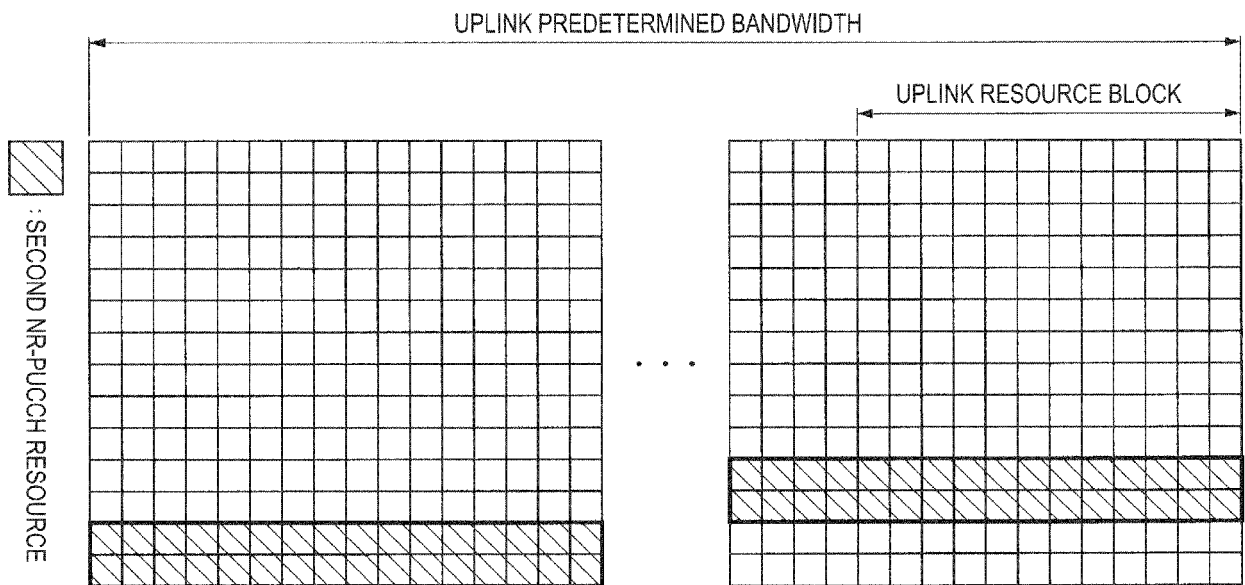 UPLINK PREDETERMINED BANDWIDTH
UPLINK RESOURCE BLOCK
: SECOND NR-PUCCH RESOURCE
. . .